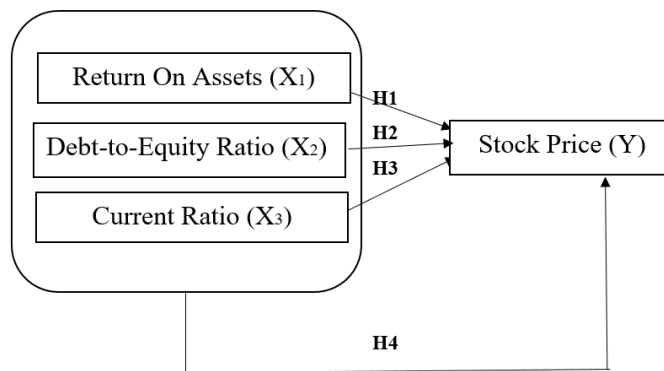 Return On Assets (X₁)
H1
H2
Debt-to-Equity Ratio (X₂)
Stock Price (Y)
H3
Current Ratio (X₃)
H4